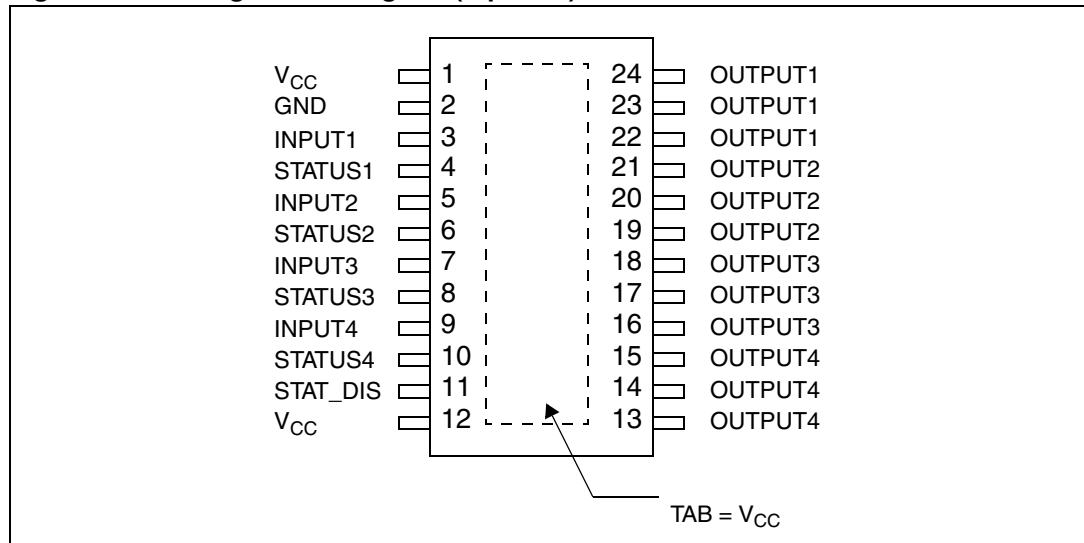 V_CC 1 24 OUTPUT1
GND 2 23 OUTPUT1
INPUT1 3 22 OUTPUT1
STATUS1 4 21 OUTPUT2
INPUT2 5 20 OUTPUT2
STATUS2 6 19 OUTPUT2
INPUT3 7 18 OUTPUT3
STATUS3 8 17 OUTPUT3
INPUT4 9 16 OUTPUT3
STATUS4 10 15 OUTPUT4
STAT_DIS 11 14 OUTPUT4
V_CC 12 13 OUTPUT4
TAB = V_CC